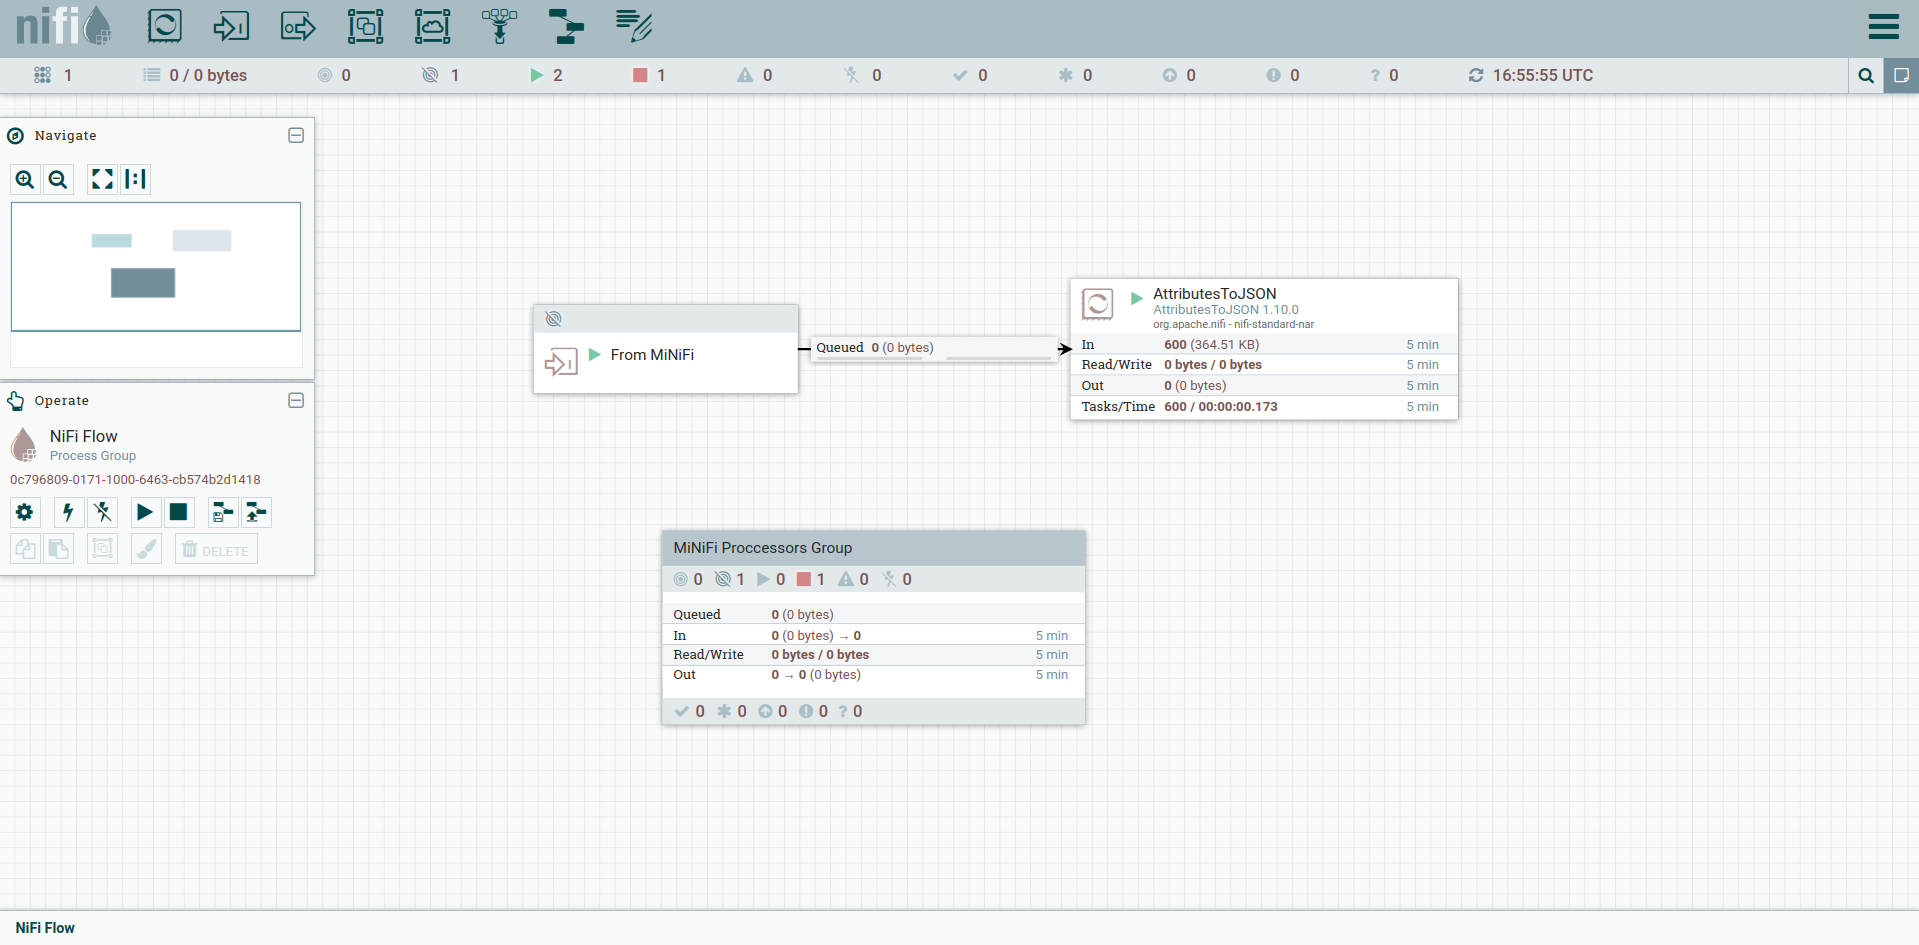 nifi
1 0 / 0 bytes 0 1 2 1 0 0 0 0 0 0 ? 0 16:55:55 UTC
Navigate
Operate
NiFi Flow
Process Group
0c796809-0171-1000-6463-cb574b2d1418
DELETE
From MiNiFi
Queued 0 (0 bytes)
AttributesToJSON
AttributesToJSON 1.10.0
org.apache.nifi - nifi-standard-nar
In 600 (364.51 KB) 5 min
Read/Write 0 bytes / 0 bytes 5 min
Out 0 (0 bytes) 5 min
Tasks/Time 600 / 00:00:00.173 5 min
MiNiFi Proccessors Group
0 1 0 1 0 0
Queued 0 (0 bytes)
In 0 (0 bytes) → 0 5 min
Read/Write 0 bytes / 0 bytes 5 min
Out 0 → 0 (0 bytes) 5 min
0 0 0 0 ? 0
NiFi Flow